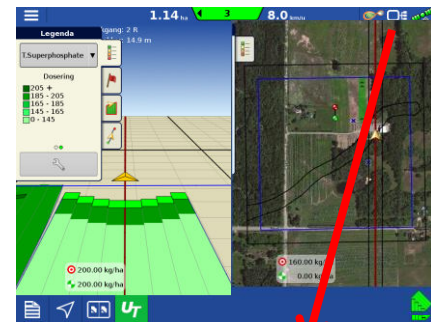 1.14 ha
3
8.0 km/u
Legenda
T.Superphosphate
Dosering
205 +
185 - 205
165 - 185
145 - 165
0 - 145
gang: 2 R
14.9 m
200.00 kg/ha
200.00 kg/ha
160.00 kg/ha
0.00 kg/
UT